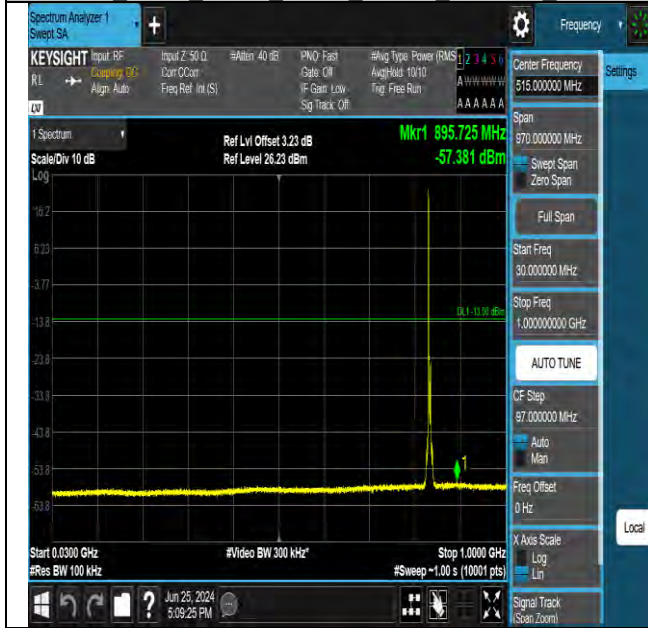 Spectrum Analyzer 1
Swept SA
Frequency
KEYSIGHT
RL
Input: RF
Coupling: DC
Align: Auto
Input Z: 50 Ω
Corr CCorr
Freq Ref: Int (S)
#Atten: 40 dB
PNO: Fast
Gate: Off
IF Gain: Low
Sig Track: Off
#Avg Type: Power (RMS
Avg|Hold: 10/10
Trig: Free Run
1 2 3 4 5 6
A W W W W W
A A A A A A
LXI
Center Frequency
515.000000 MHz
Settings
Span
970.000000 MHz
Swept Span
Zero Span
Full Span
Start Freq
30.000000 MHz
Stop Freq
1.000000000 GHz
AUTO TUNE
CF Step
97.000000 MHz
Auto
Man
Freq Offset
0 Hz
X Axis Scale
Log
Lin
Signal Track
(Span Zoom)
Local
1 Spectrum
Scale/Div 10 dB
Log
Ref Lvl Offset 3.23 dB
Ref Level 26.23 dBm
Mkr1 895.725 MHz
-57.381 dBm
16.2
6.23
-3.77
DL1 -13.00 dBm
-13.8
-23.8
-33.8
-43.8
-53.8
1
-63.8
Start 0.0300 GHz
#Res BW 100 kHz
#Video BW 300 kHz*
Stop 1.0000 GHz
#Sweep ~1.00 s (10001 pts)
?
Jun 25, 2024
5:09:25 PM